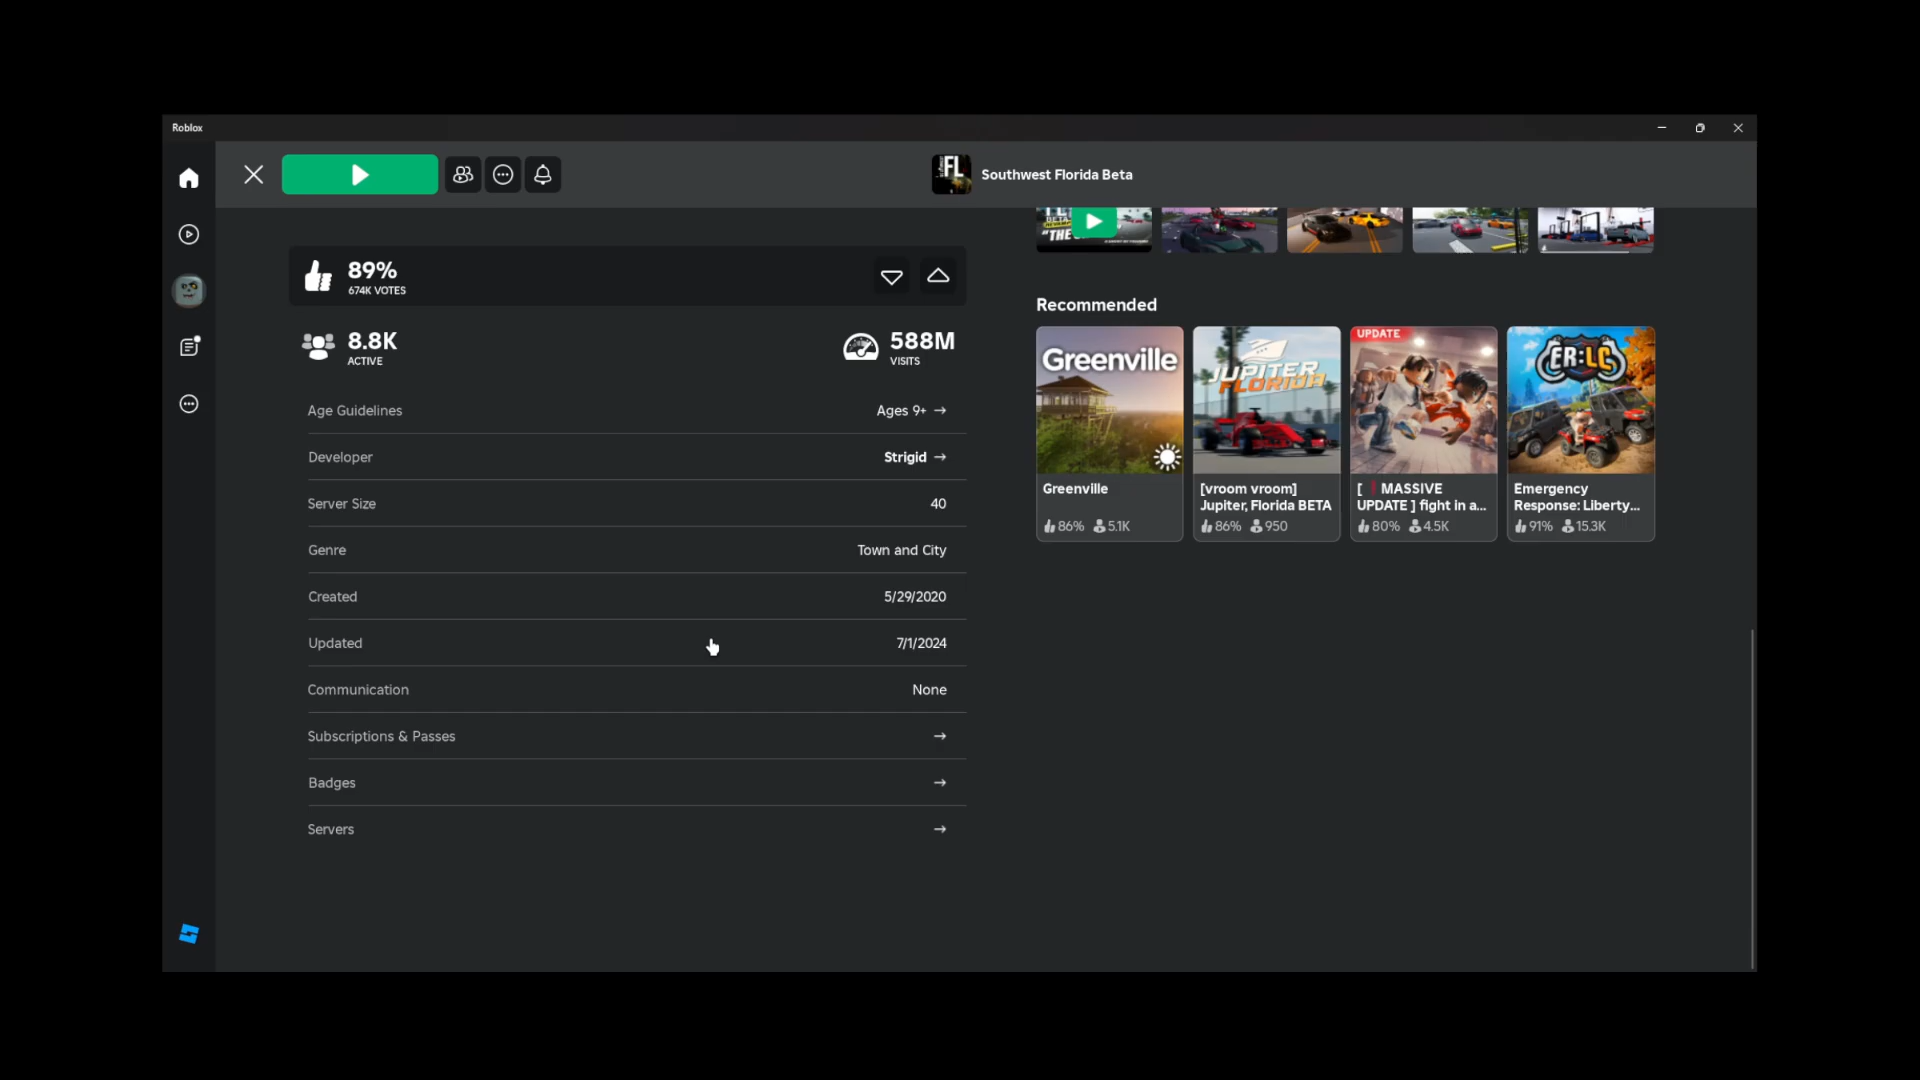 Roblox
FL
Southwest Florida Beta
89%
674K VOTES
8.8K
ACTIVE
588M
VISITS
Age Guidelines
Ages 9+ →
Developer
Strigid →
Server Size
40
Genre
Town and City
Created
5/29/2020
Updated
7/1/2024
Communication
None
Subscriptions & Passes
→
Badges
→
Servers
→
Recommended
Greenville
Greenville
86% 5.1K
JUPITER
FLORIDA
[vroom vroom]
Jupiter, Florida BETA
86% 950
UPDATE
[ MASSIVE
UPDATE ] fight in a...
80% 4.5K
ER:LC
Emergency
Response: Liberty...
91% 15.3K